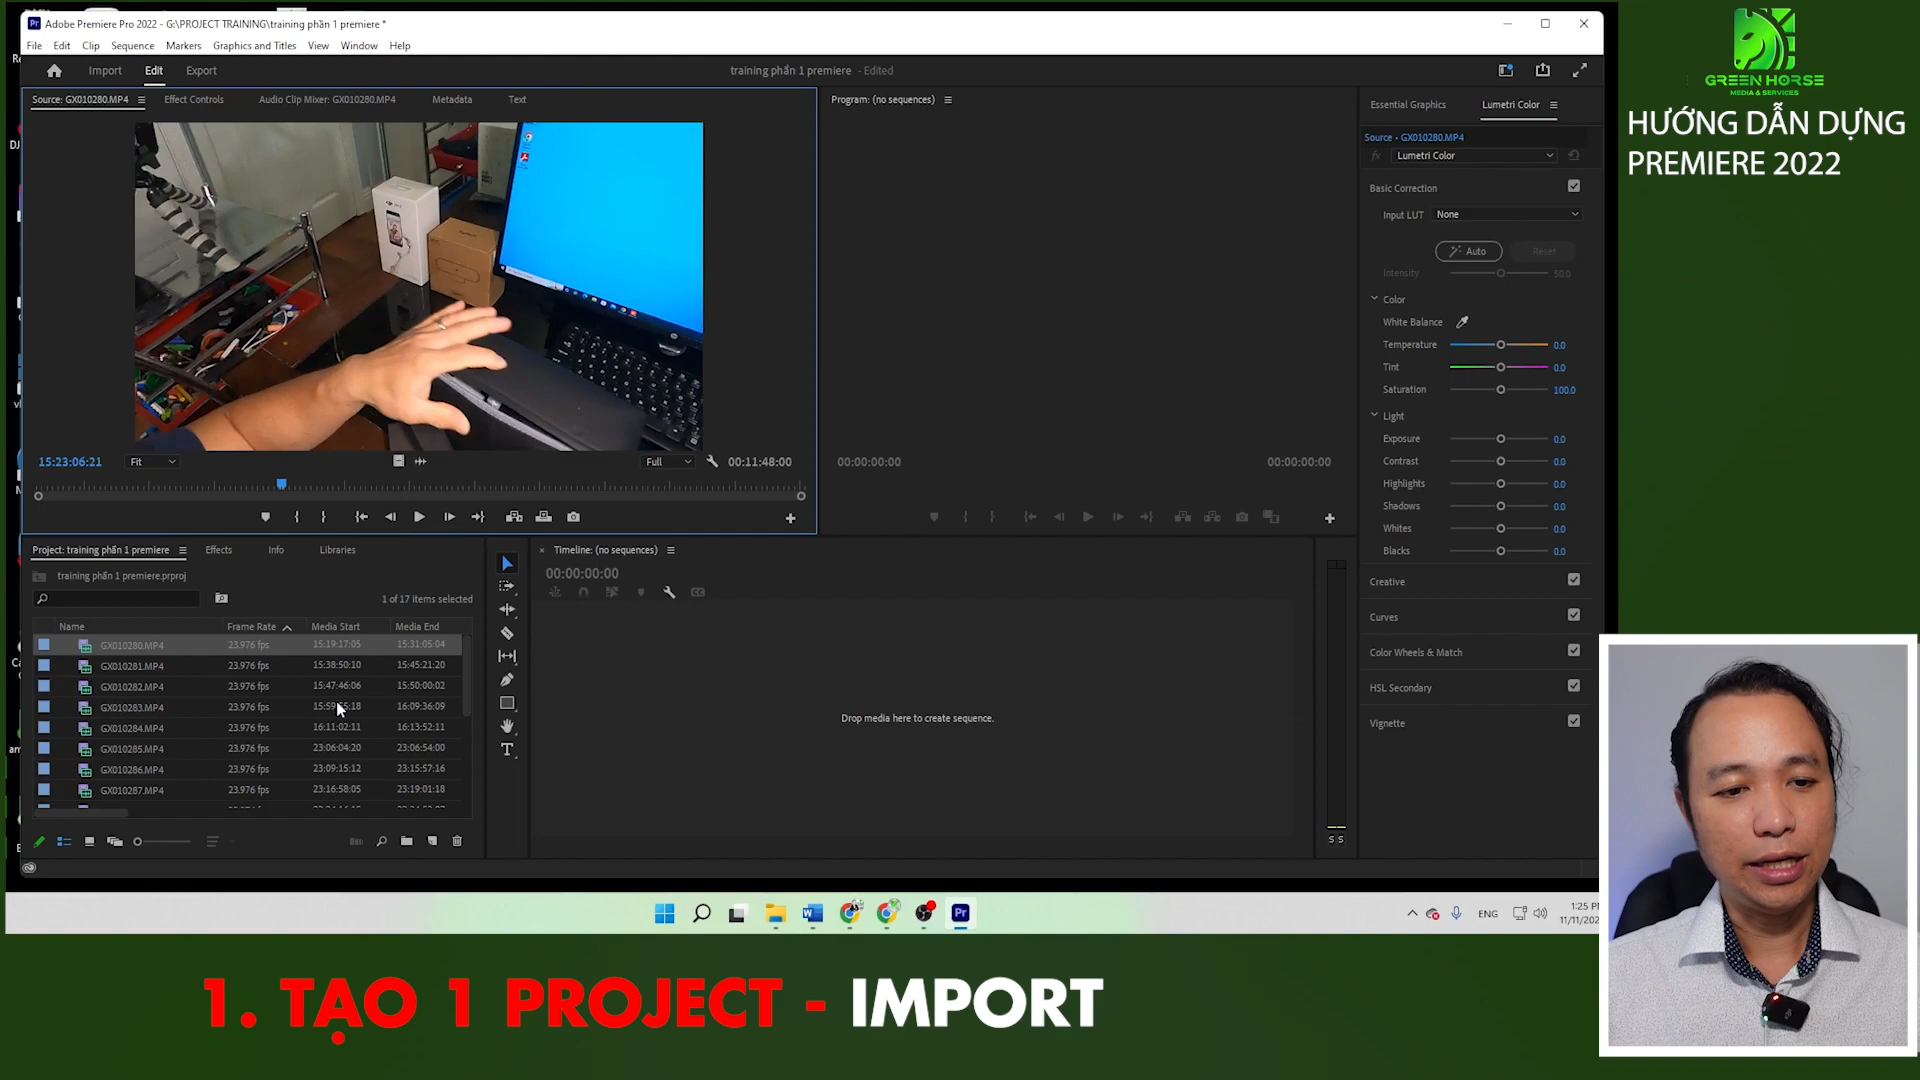 Adobe Premiere Pro 2022 - G:\PROJECT TRAINING\training phần 1 premiere *
File Edit Clip Sequence Markers Graphics and Titles View Window Help
Import Edit Export
training phần 1 premiere - Edited
Source: GX010280.MP4 Effect Controls Audio Clip Mixer: GX010280.MP4 Metadata Text
Program: (no sequences)
Essential Graphics Lumetri Color
Source • GX010280.MP4
fx Lumetri Color
Basic Correction
Input LUT None
Auto Reset
Intensity 50.0
Color
White Balance
Temperature 0.0
Tint 0.0
Saturation 100.0
Light
Exposure 0.0
Contrast 0.0
Highlights 0.0
Shadows 0.0
Whites 0.0
Blacks 0.0
Creative
Curves
Color Wheels & Match
HSL Secondary
Vignette
15:23:06:21 Fit Full 00:11:48:00
00:00:00:00 00:00:00:00
Project: training phần 1 premiere Effects Info Libraries
training phần 1 premiere.prproj
1 of 17 items selected
Name Frame Rate Media Start Media End
GX010280.MP4 23.976 fps 15:19:17:05 15:31:05:04
GX010281.MP4 23.976 fps 15:38:50:10 15:45:21:20
GX010282.MP4 23.976 fps 15:47:46:06 15:50:00:02
GX010283.MP4 23.976 fps 16:09:36:09
GX010284.MP4 23.976 fps 16:11:02:11 16:13:52:11
GX010285.MP4 23.976 fps 23:06:04:20 23:06:54:00
GX010286.MP4 23.976 fps 23:09:15:12 23:15:57:16
GX010287.MP4 23.976 fps 23:16:58:05 23:19:01:18
Timeline: (no sequences)
00:00:00:00
Drop media here to create sequence.
S S
ENG
1:25
GREEN HORSE
MEDIA & SERVICES
HƯỚNG DẪN DỰNG
PREMIERE 2022
1. TẠO 1 PROJECT - IMPORT